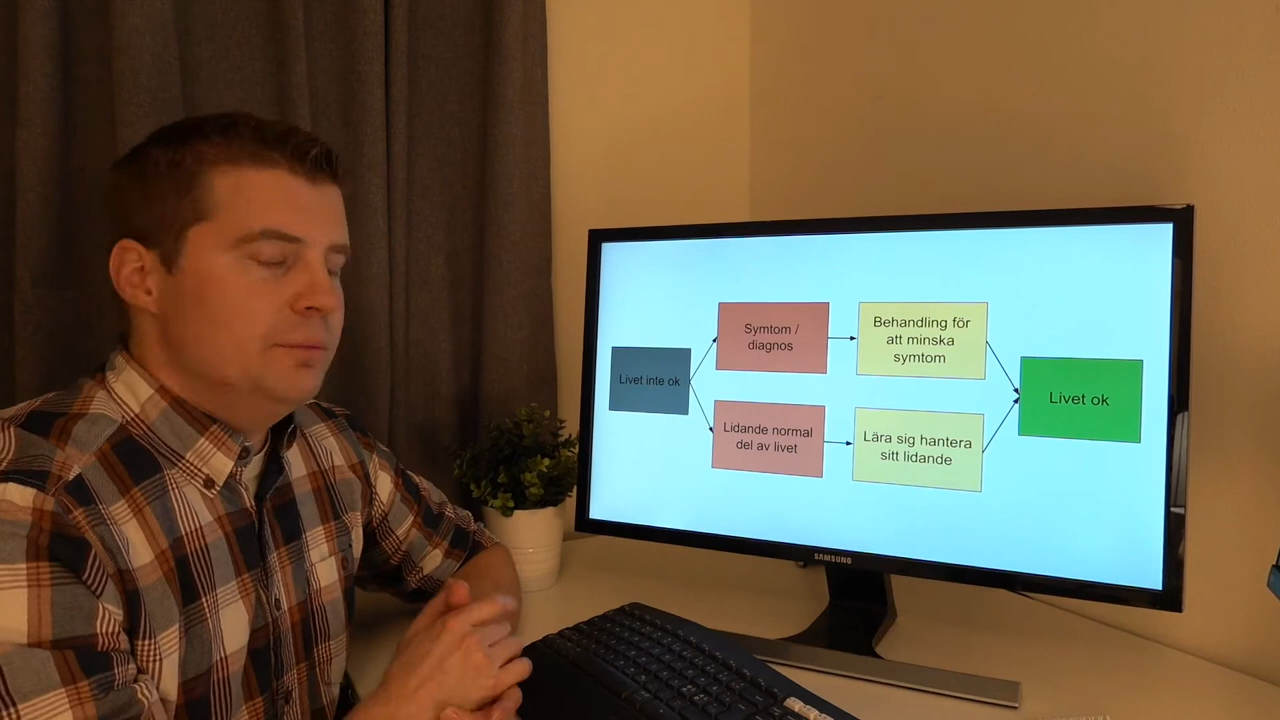 Livet inte ok
Symtom /
diagnos
Behandling för
att minska
symtom
Lidande normal
del av livet
Lära sig hantera
sitt lidande
Livet ok
SAMSUNG